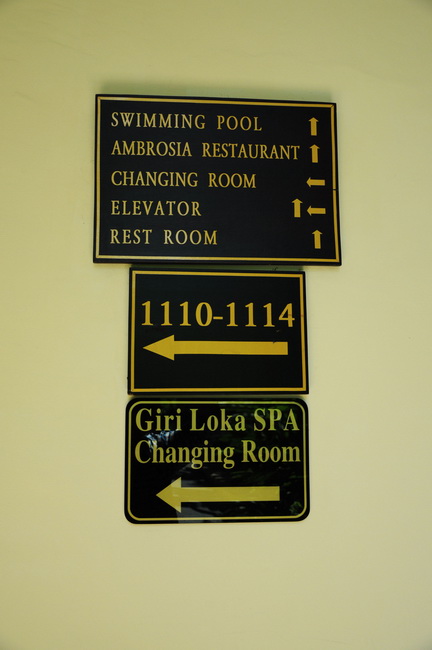 SWIMMING POOL
AMBROSIA RESTAURANT
CHANGING ROOM
ELEVATOR
REST ROOM
1110-1114
Giri Loka SPA
Changing Room